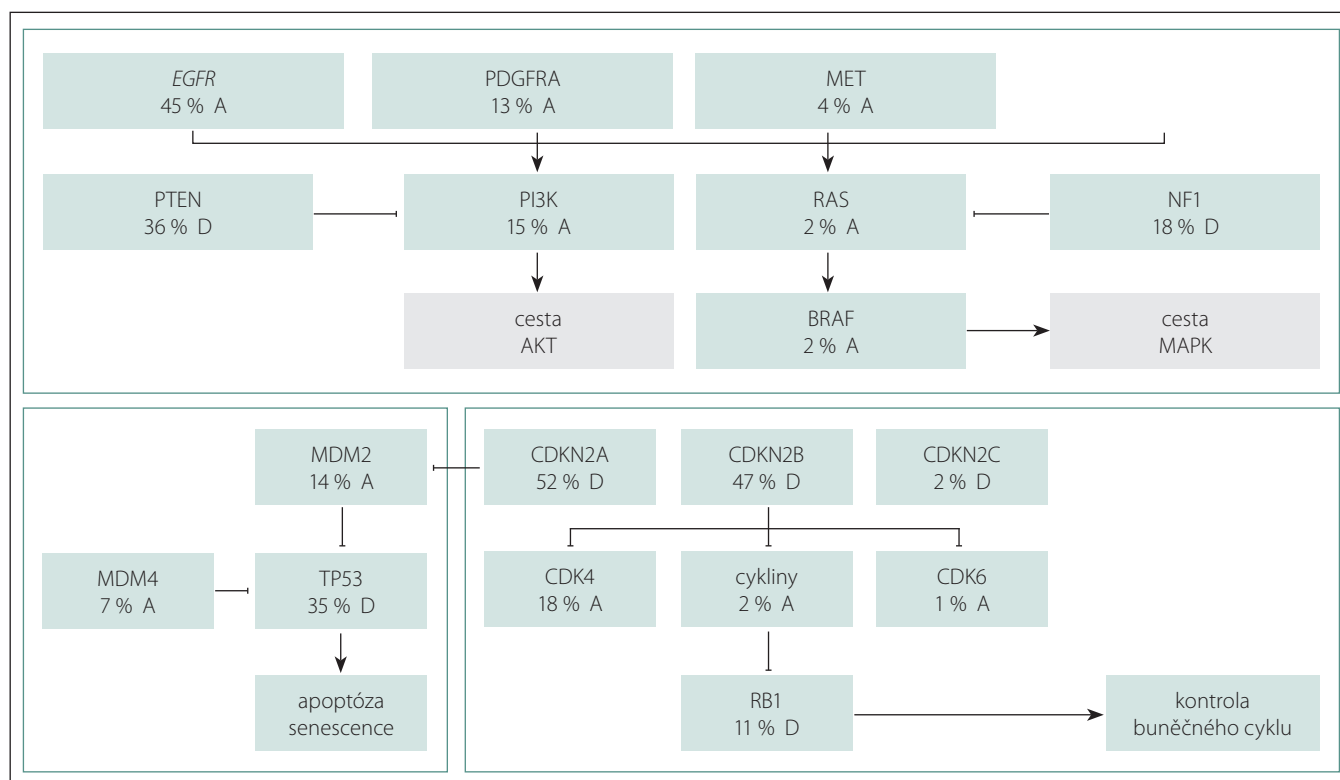 EGFR
45 % A
PDGFRA
13 % A
MET
4 % A
PTEN
36 % D
PI3K
15 % A
RAS
2 % A
NF1
18 % D
cesta
AKT
BRAF
2 % A
cesta
MAPK
MDM2
14 % A
MDM4
7 % A
TP53
35 % D
apoptóza
senescence
CDKN2A
52 % D
CDKN2B
47 % D
CDKN2C
2 % D
CDK4
18 % A
cykliny
2 % A
CDK6
1 % A
RB1
11 % D
kontrola
buněčného cyklu